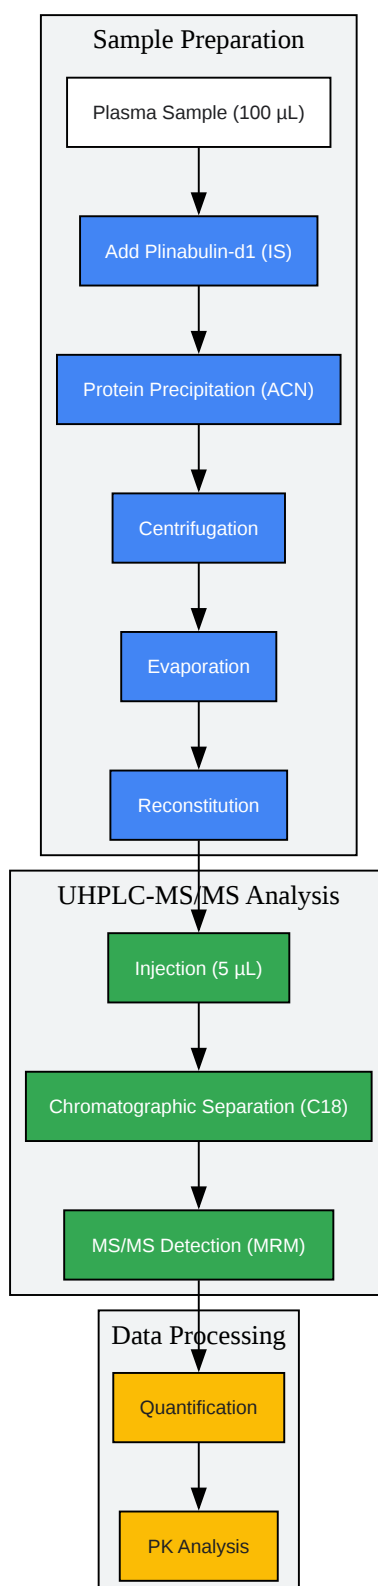 Sample Preparation
Plasma Sample (100 µL)
Add Plinabulin-d1 (IS)
Protein Precipitation (ACN)
Centrifugation
Evaporation
Reconstitution
UHPLC-MS/MS Analysis
Injection (5 µL)
Chromatographic Separation (C18)
MS/MS Detection (MRM)
Data Processing
Quantification
PK Analysis